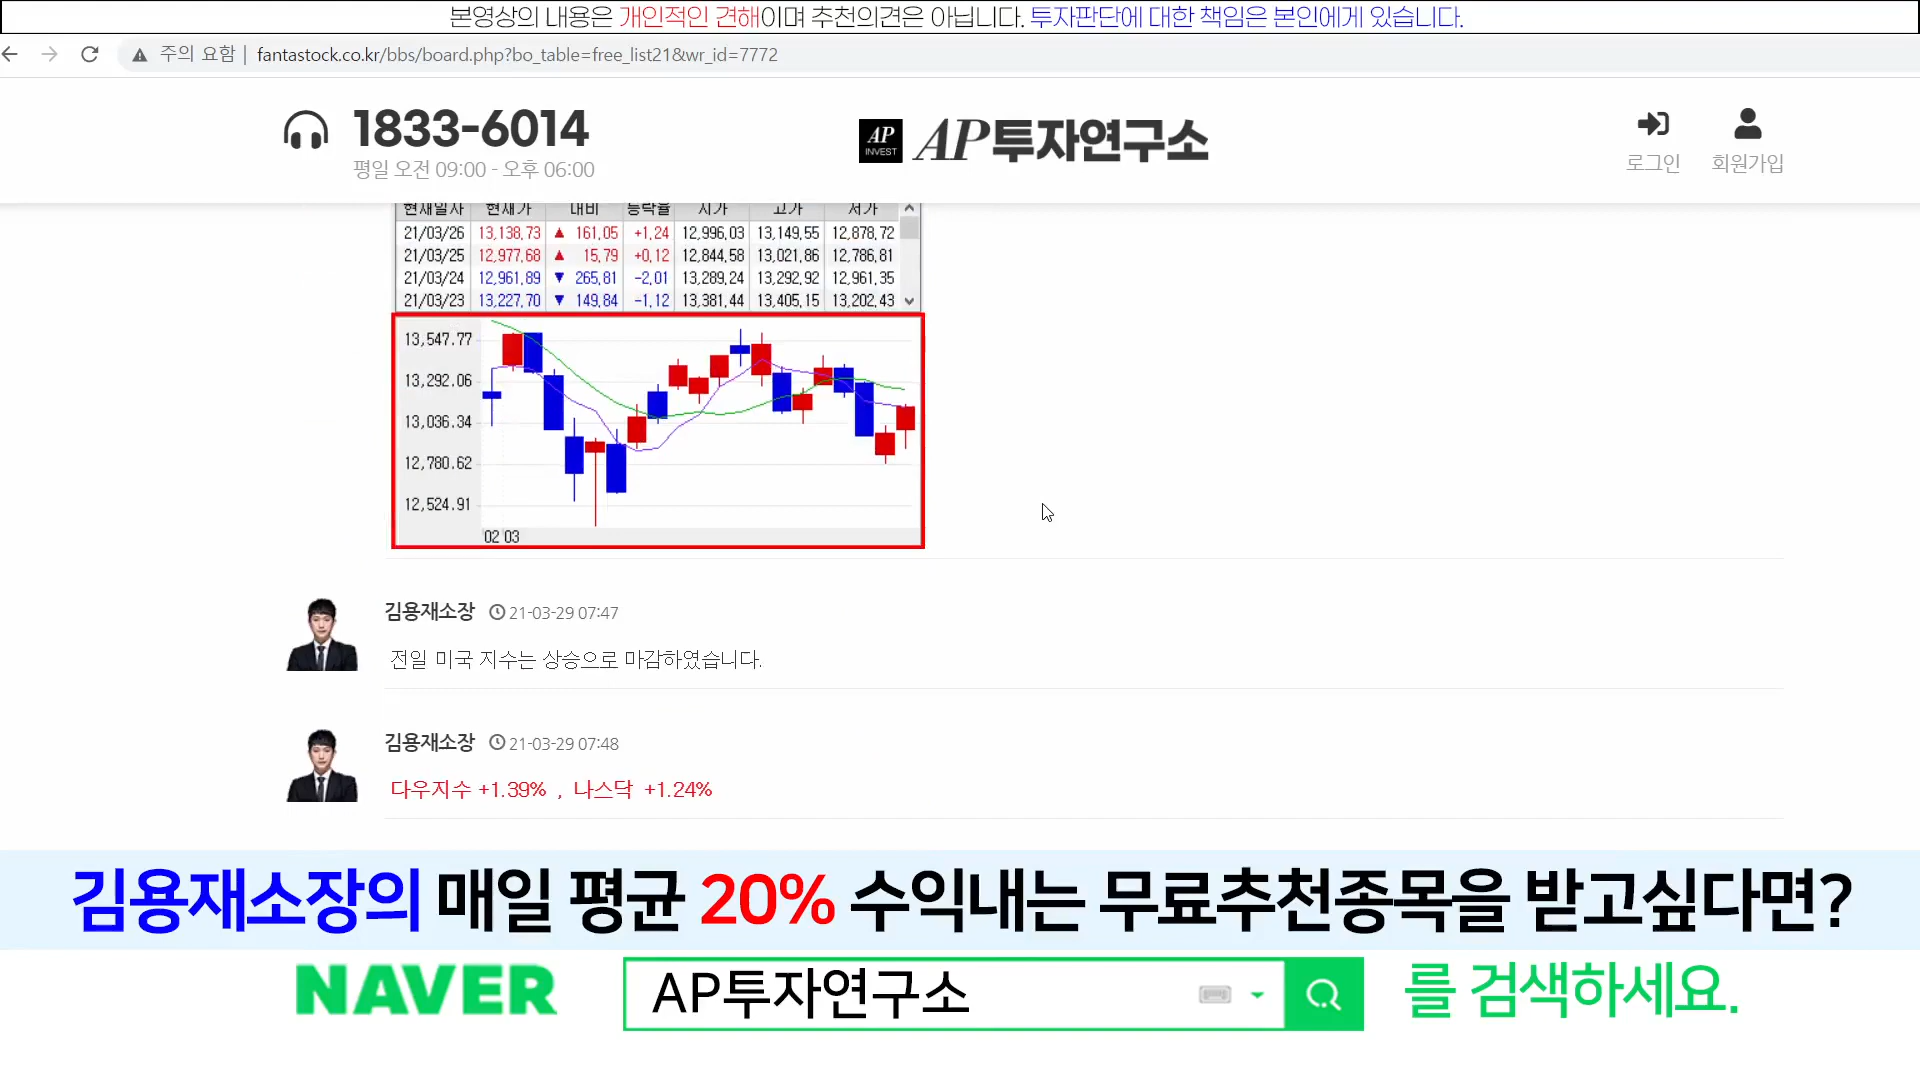 본영상의 내용은 개인적인 견해이며 추천의견은 아닙니다. 투자판단에 대한 책임은 본인에게 있습니다.
주의 요함 | fantastock.co.kr/bbs/board.php?bo_table=free_list21&wr_id=7772
1833-6014
평일 오전 09:00 - 오후 06:00
AP INVEST
AP투자연구소
로그인
회원가입
현재일자 현재가 대비 등락율 시가 고가 저가
21/03/26 13,138.73 ▲ 161.05 +1.24 12,996.03 13,149.55 12,878.72
21/03/25 12,977.68 ▲ 15.79 +0.12 12,844.58 13,021.86 12,786.81
21/03/24 12,961.89 ▼ 265.81 -2.01 13,289.24 13,292.92 12,961.35
21/03/23 13,227.70 ▼ 149.84 -1.12 13,381.44 13,405.15 13,202.43
13,547.77
13,292.06
13,036.34
12,780.62
12,524.91
02 03
김용재소장 21-03-29 07:47
전일 미국 지수는 상승으로 마감하였습니다.
김용재소장 21-03-29 07:48
다우지수 +1.39% , 나스닥 +1.24%
김용재소장의 매일 평균 20% 수익내는 무료추천종목을 받고싶다면?
NAVER AP투자연구소 를 검색하세요.